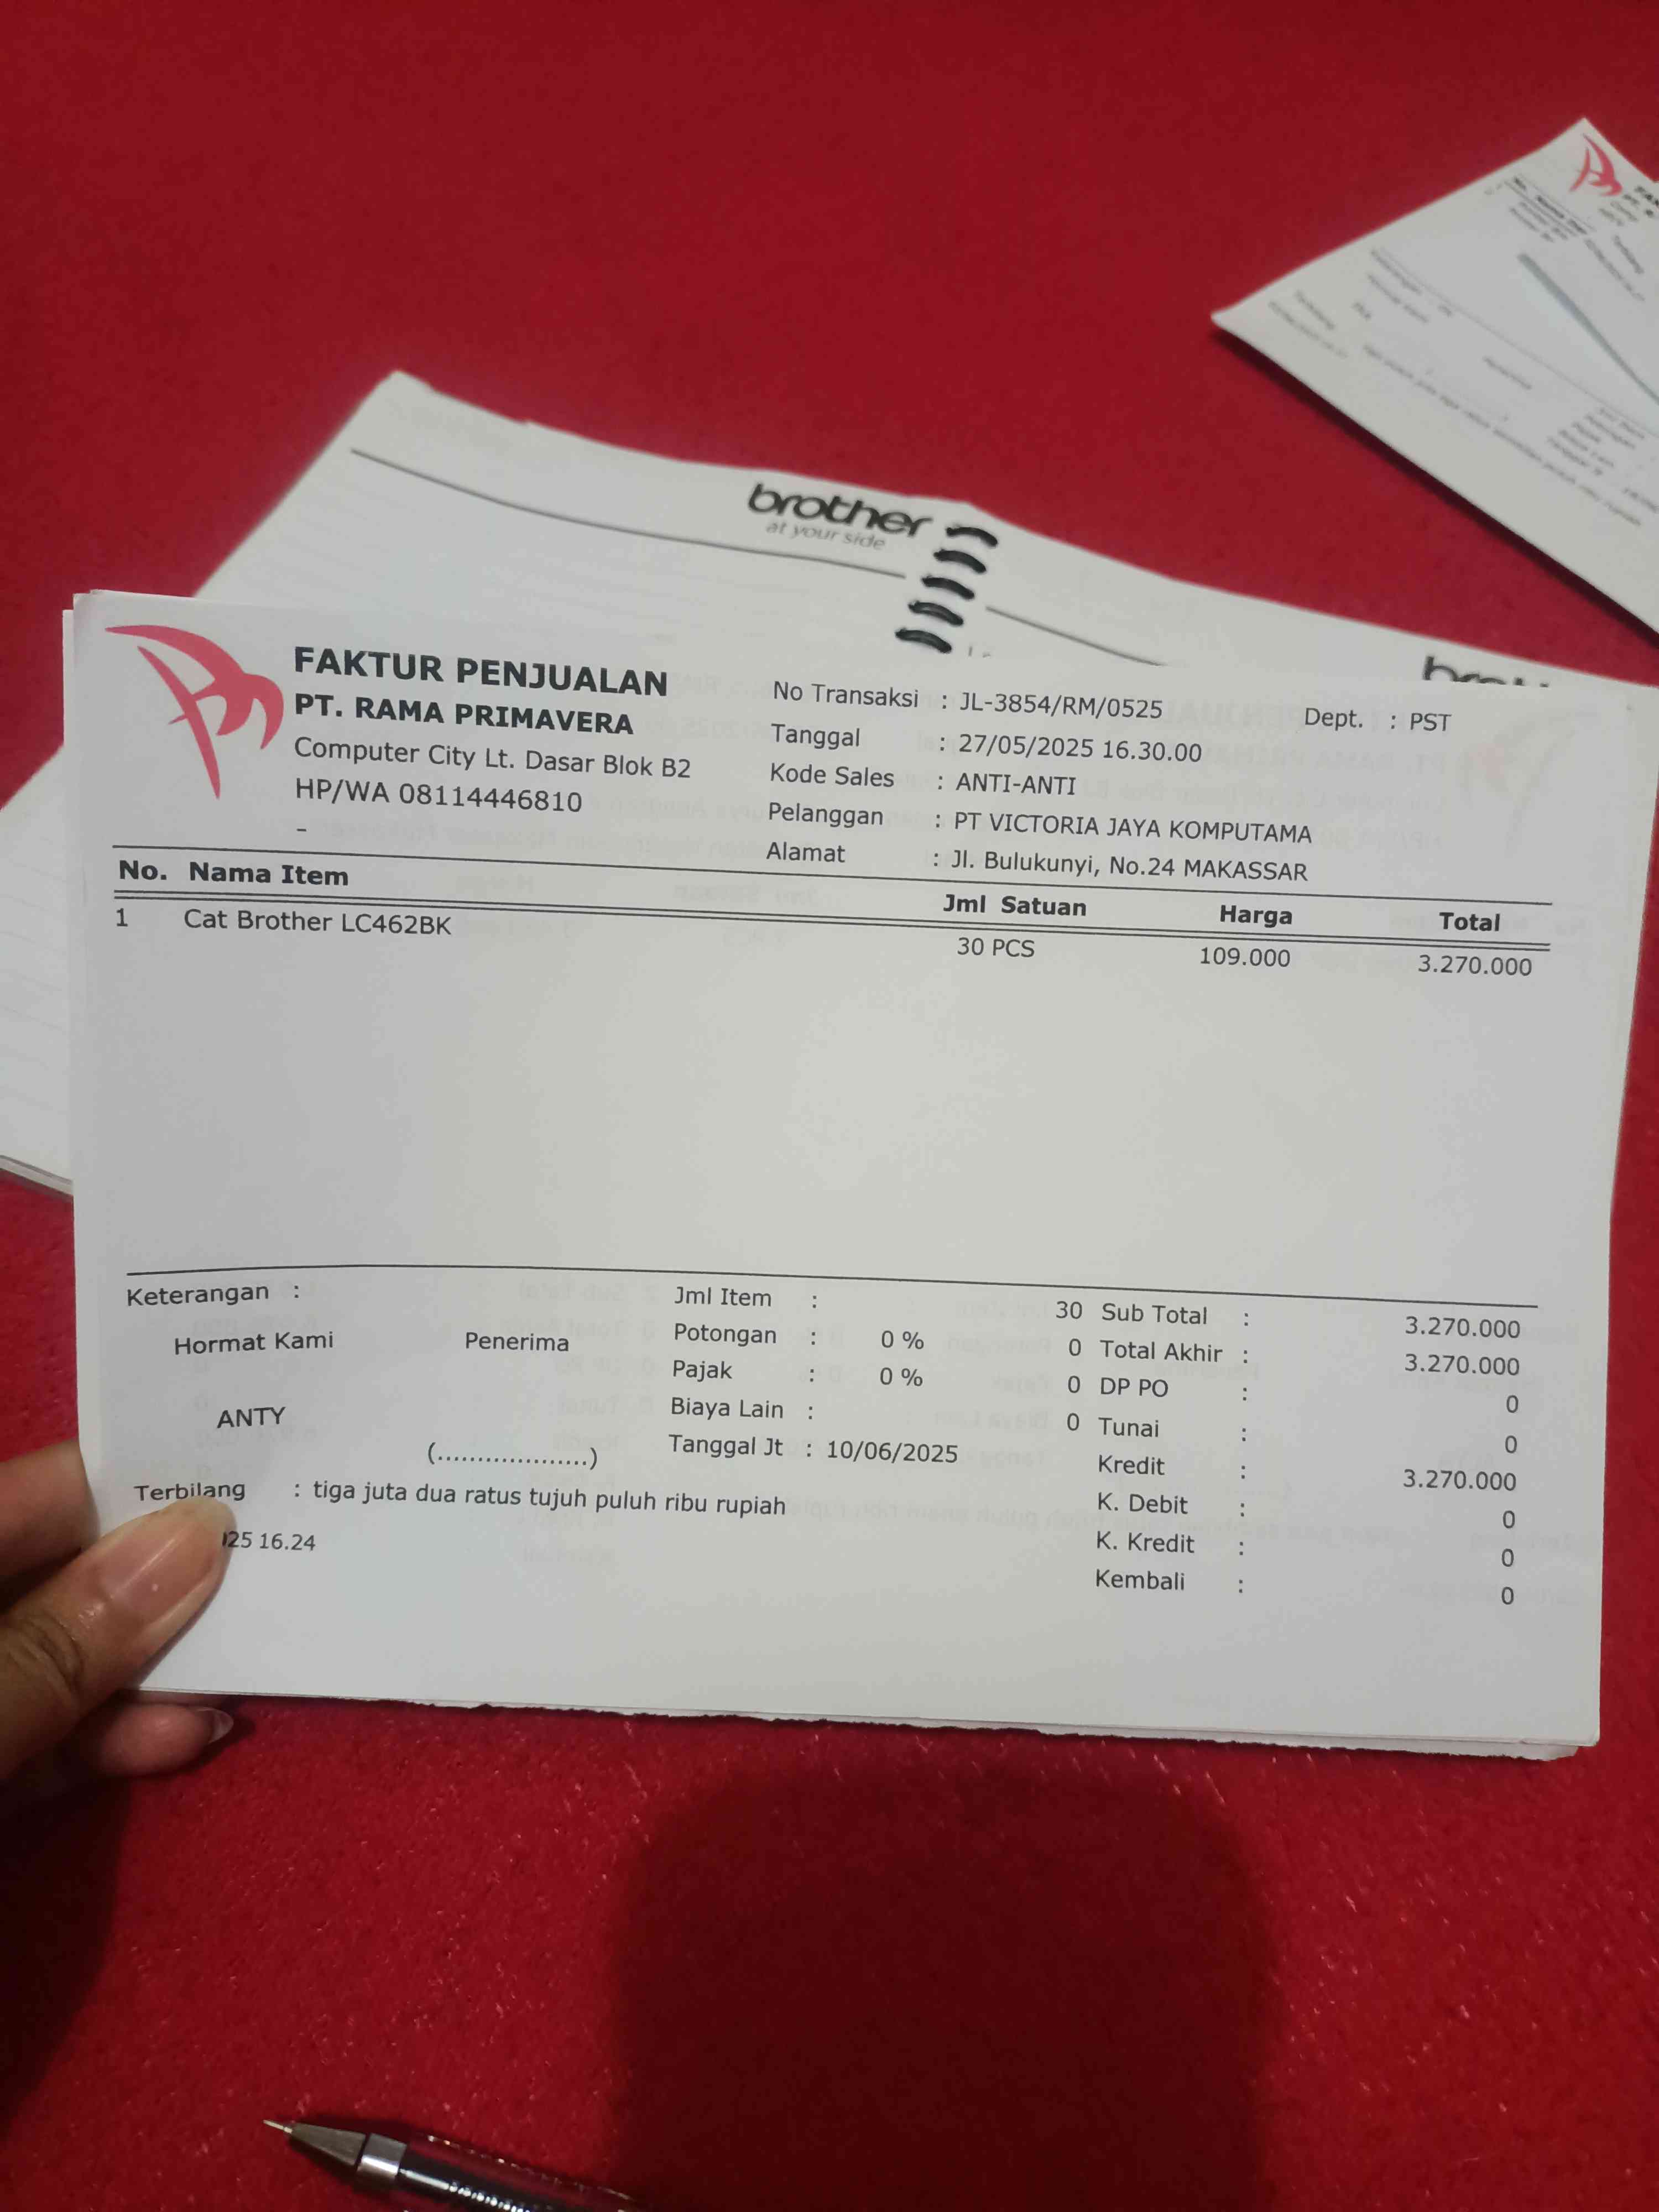 brother
at your side
FAKTUR PENJUALAN
PT. RAMA PRIMAVERA
Computer City Lt. Dasar Blok B2
HP/WA 08114446810
-
No Transaksi : JL-3854/RM/0525
Dept. : PST
Tanggal : 27/05/2025 16.30.00
Kode Sales : ANTI-ANTI
Pelanggan : PT VICTORIA JAYA KOMPUTAMA
Alamat : Jl. Bulukunyi, No.24 MAKASSAR
No. Nama Item Jml Satuan Harga Total
1 Cat Brother LC462BK 30 PCS 109.000 3.270.000
Keterangan :
Hormat Kami Penerima
ANTY
(...................)
Jml Item : 30
Potongan : 0 % 0
Pajak : 0 % 0
Biaya Lain : 0
Tanggal Jt : 10/06/2025
Sub Total : 3.270.000
Total Akhir : 3.270.000
DP PO : 0
Tunai : 0
Kredit : 3.270.000
K. Debit : 0
K. Kredit : 0
Kembali : 0
Terbilang : tiga juta dua ratus tujuh puluh ribu rupiah
025 16.24